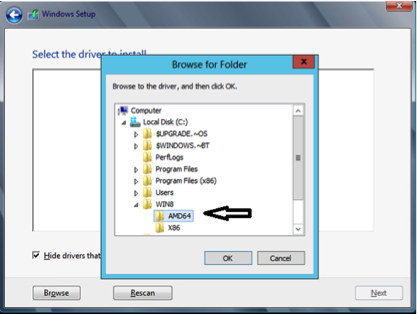 Windows Setup
Select the driver to install
Browse for Folder
x
Browse to the driver, and then click OK.
Computer
Local Disk (C:)
$UPGRADE.~OS
$WINDOWS.~BT
PerfLogs
Program Files
Program Files (x86)
Users
WIN8
AMD64
X86
Hide drivers that
OK
Cancel
Browse
Rescan
Next